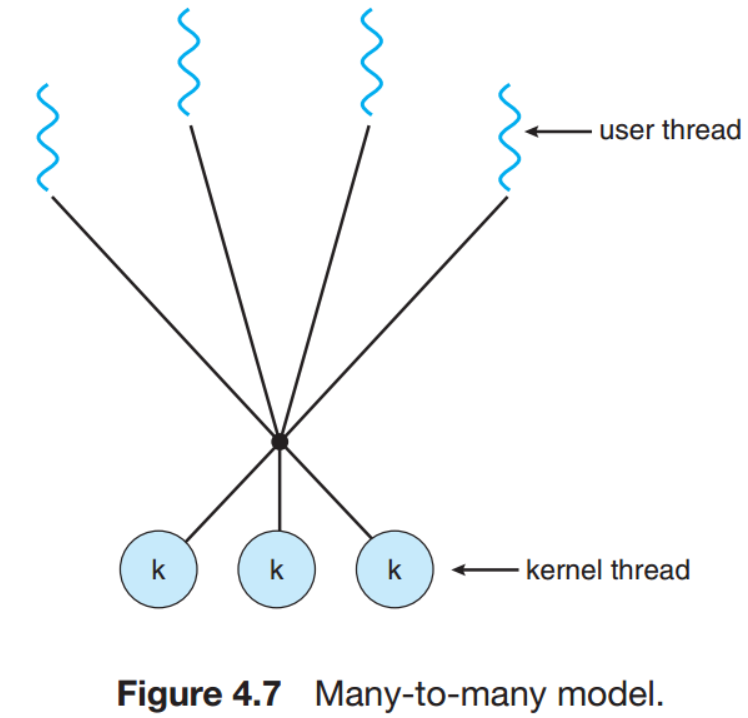 user thread
k k k
kernel thread
Figure 4.7 Many-to-many model.